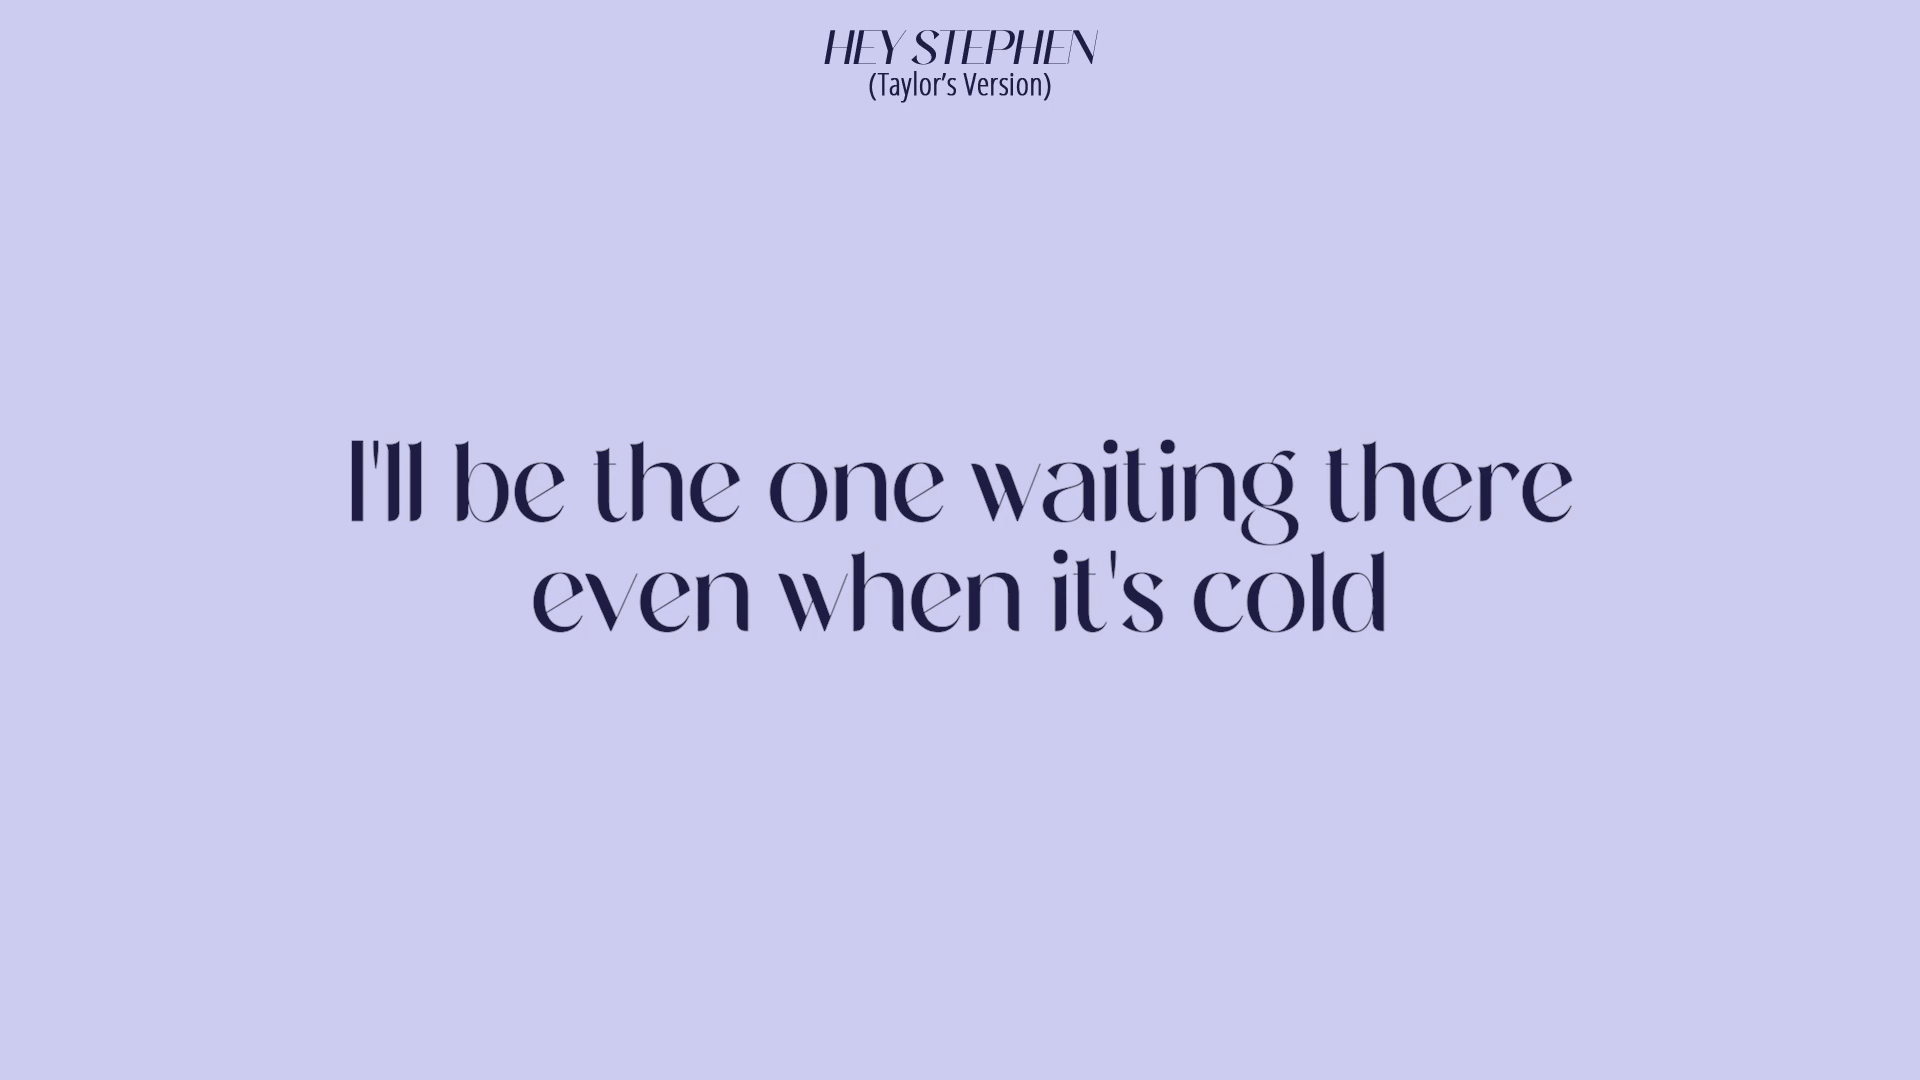 HEY STEPHEN
(Taylor’s Version)
I'll be the one waiting there
even when it's cold